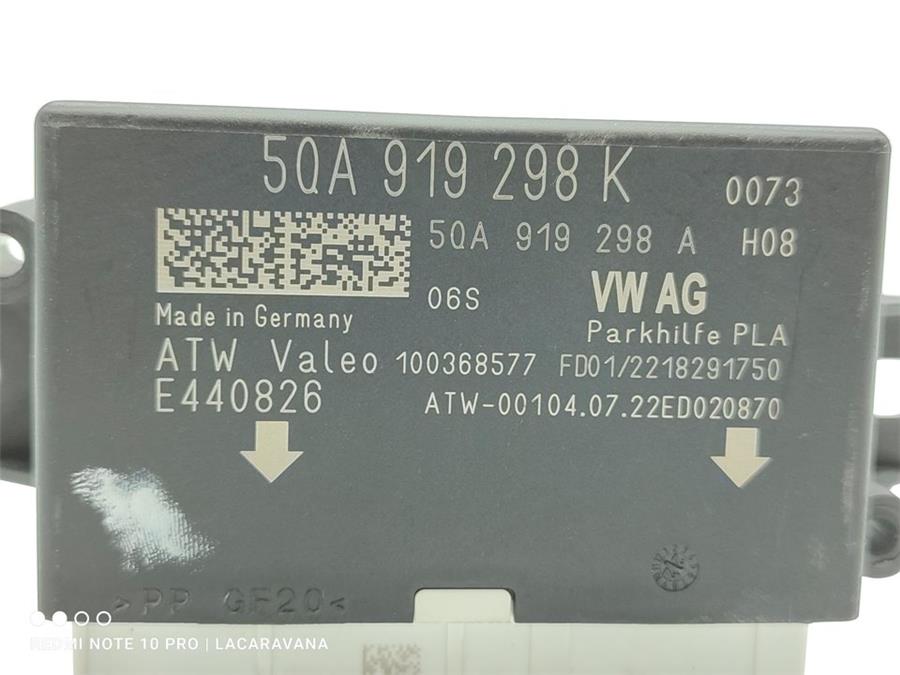 5QA 919 298 K 0073
5QA 919 298 A H08
06S VW AG
Made in Germany Parkhilfe PLA
ATW Valeo 100368577 FD01/2218291750
E440826 ATW-00104.07.22ED020870
>PP GF20<
REDMI NOTE 10 PRO | LACARAVANA